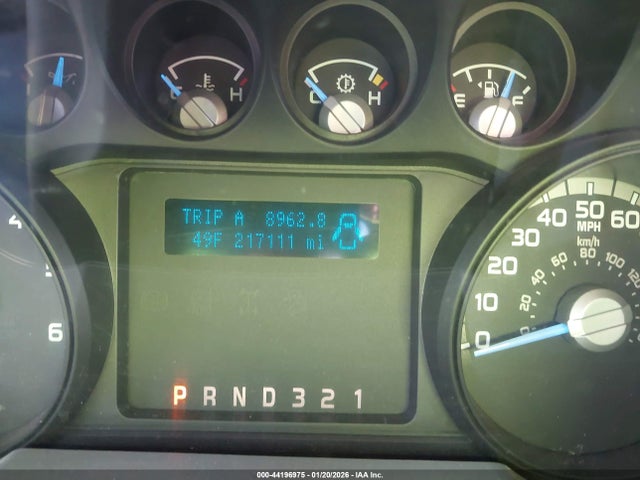 H
C H
E F
TRIP A 8962.8
49F 217111 mi
4
6
P R N D 3 2 1
0 10 20 30 40 50 60
MPH
km/h
0 20 40 60 80 100 120
000-44196975 - 01/20/2026 - IAA Inc.